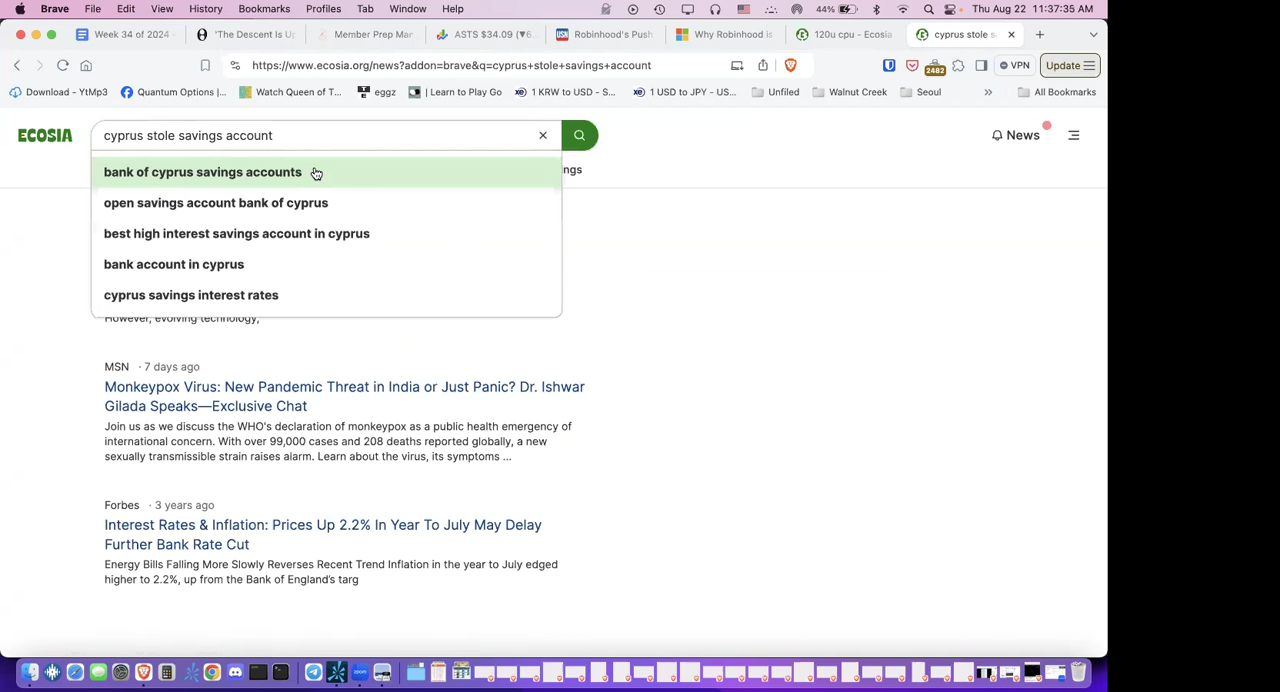 Brave File Edit View History Bookmarks Profiles Tab Window Help 44% Thu Aug 22 11:37:35 AM
Week 34 of 2024 'The Descent Is U Member Prep Mar ASTS $34.09 (▼6. Robinhood's Push Why Robinhood is 120u cpu - Ecosia cyprus stole s
https://www.ecosia.org/news?addon=brave&q=cyprus+stole+savings+account 2482 VPN Update
Download - YtMp3 Quantum Options |... Watch Queen of T... eggz | Learn to Play Go 1 KRW to USD - S... 1 USD to JPY - US... Unfiled Walnut Creek Seoul » All Bookmarks
ECOSIA cyprus stole savings account News
bank of cyprus savings accounts
ngs
open savings account bank of cyprus
best high interest savings account in cyprus
bank account in cyprus
cyprus savings interest rates
However, evolving technology,
MSN · 7 days ago
Monkeypox Virus: New Pandemic Threat in India or Just Panic? Dr. Ishwar
Gilada Speaks—Exclusive Chat
Join us as we discuss the WHO's declaration of monkeypox as a public health emergency of
international concern. With over 99,000 cases and 208 deaths reported globally, a new
sexually transmissible strain raises alarm. Learn about the virus, its symptoms ...
Forbes · 3 years ago
Interest Rates & Inflation: Prices Up 2.2% In Year To July May Delay
Further Bank Rate Cut
Energy Bills Falling More Slowly Reverses Recent Trend Inflation in the year to July edged
higher to 2.2%, up from the Bank of England's targ